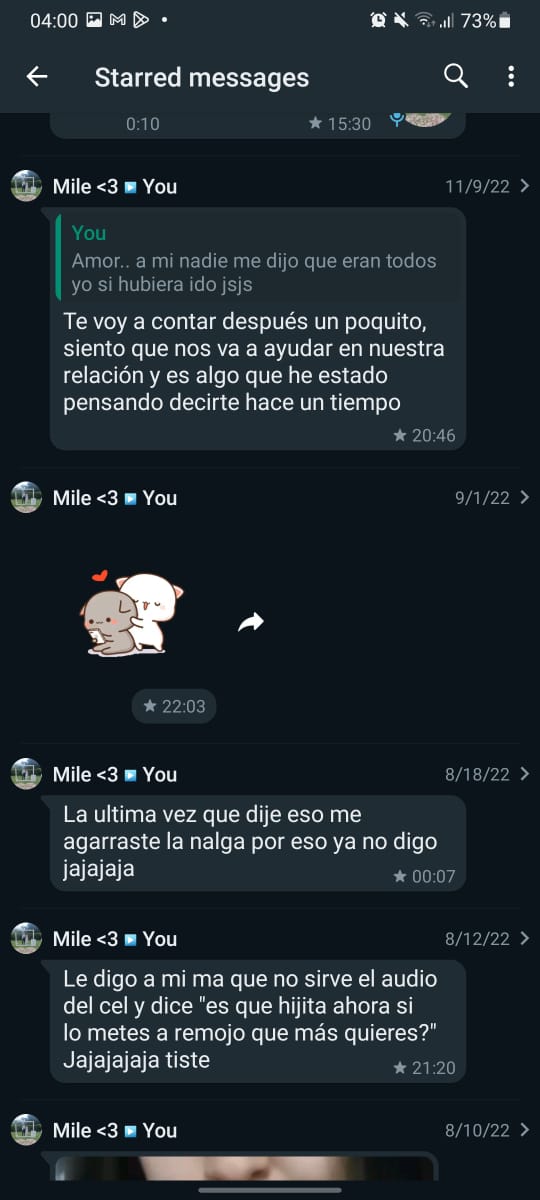 04:00
73%
Starred messages
0:10
15:30
Mile <3 ▶ You
11/9/22
You
Amor.. a mi nadie me dijo que eran todos
yo si hubiera ido jsjs
Te voy a contar después un poquito,
siento que nos va a ayudar en nuestra
relación y es algo que he estado
pensando decirte hace un tiempo
20:46
Mile <3 ▶ You
9/1/22
22:03
Mile <3 ▶ You
8/18/22
La ultima vez que dije eso me
agarraste la nalga por eso ya no digo
jajajaja
00:07
Mile <3 ▶ You
8/12/22
Le digo a mi ma que no sirve el audio
del cel y dice "es que hijita ahora si
lo metes a remojo que más quieres?"
Jajajajaja tiste
21:20
Mile <3 ▶ You
8/10/22